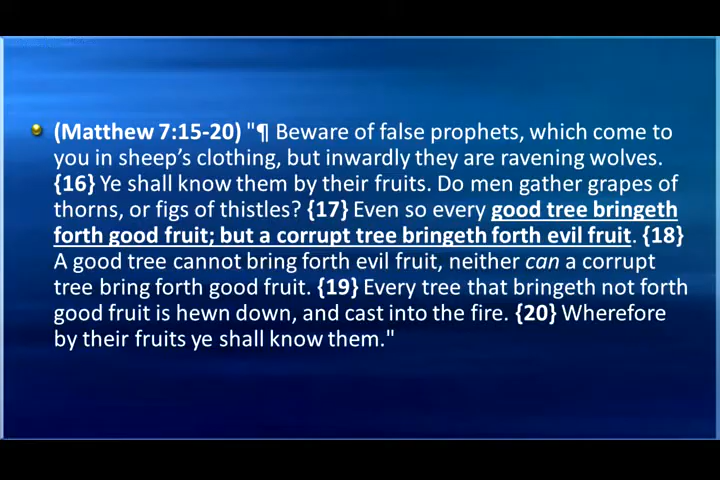 (Matthew 7:15-20) "¶ Beware of false prophets, which come to
you in sheep's clothing, but inwardly they are ravening wolves.
{16} Ye shall know them by their fruits. Do men gather grapes of
thorns, or figs of thistles? {17} Even so every good tree bringeth
forth good fruit; but a corrupt tree bringeth forth evil fruit. {18}
A good tree cannot bring forth evil fruit, neither can a corrupt
tree bring forth good fruit. {19} Every tree that bringeth not forth
good fruit is hewn down, and cast into the fire. {20} Wherefore
by their fruits ye shall know them."